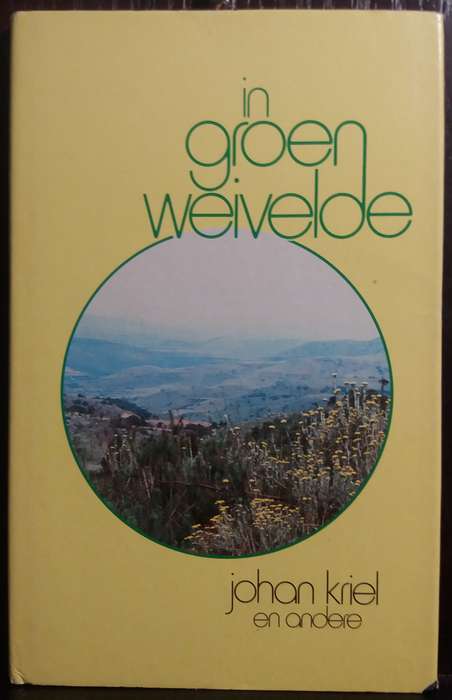 in
groen
weivelde
johan kriel
en andere